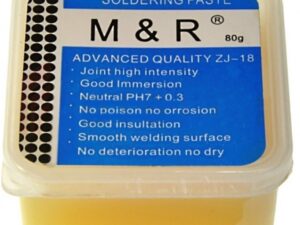 SOLDERING PASTE
M & R ® 80g
ADVANCED QUALITY ZJ-18
• Joint high intensity
• Good Immersion
• Neutral PH7 + 0.3
• No poison no orrosion
• Good insultation
• Smooth welding surface
• No deterioration no dry